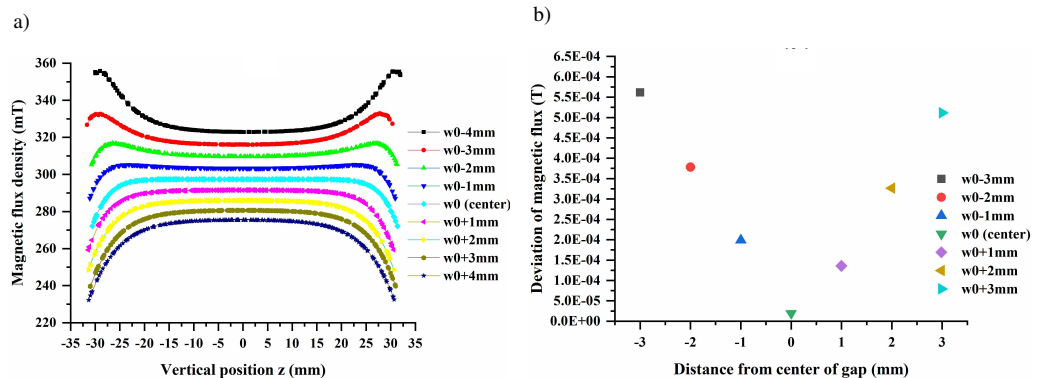 a)
360
340
320
300
280
260
240
220
Magnetic flux density (mT)
-35 -30 -25 -20 -15 -10 -5 0 5 10 15 20 25 30 35
Vertical position z (mm)
w0-4mm
w0-3mm
w0-2mm
w0-1mm
w0 (center)
w0+1mm
w0+2mm
w0+3mm
w0+4mm
b)
6.5E-04
6.0E-04
5.5E-04
5.0E-04
4.5E-04
4.0E-04
3.5E-04
3.0E-04
2.5E-04
2.0E-04
1.5E-04
1.0E-04
5.0E-05
0.0E+00
Deviation of magnetic flux (T)
-3 -2 -1 0 1 2 3
Distance from center of gap (mm)
w0-3mm
w0-2mm
w0-1mm
w0 (center)
w0+1mm
w0+2mm
w0+3mm